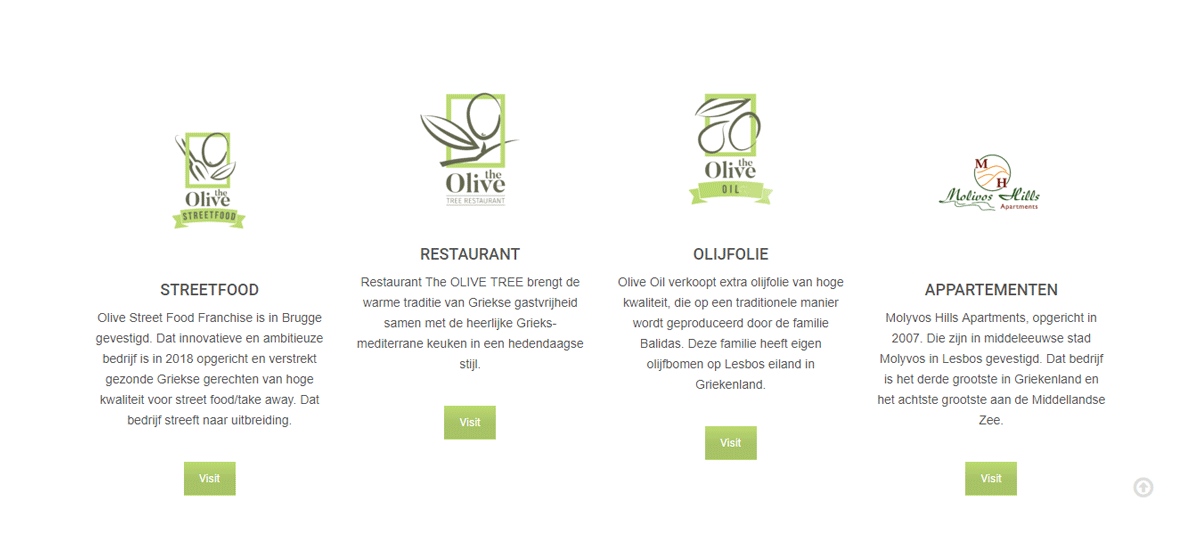 the
Olive
STREETFOOD
STREETFOOD
Olive Street Food Franchise is in Brugge
gevestigd. Dat innovatieve en ambitieuze
bedrijf is in 2018 opgericht en verstrekt
gezonde Griekse gerechten van hoge
kwaliteit voor street food/take away. Dat
bedrijf streeft naar uitbreiding.
Visit
the
Olive
TREE RESTAURANT
RESTAURANT
Restaurant The OLIVE TREE brengt de
warme traditie van Griekse gastvrijheid
samen met de heerlijke Grieks-
mediterrane keuken in een hedendaagse
stijl.
Visit
the
Olive
OIL
OLIJFOLIE
Olive Oil verkoopt extra olijfolie van hoge
kwaliteit, die op een traditionele manier
wordt geproduceerd door de familie
Balidas. Deze familie heeft eigen
olijfbomen op Lesbos eiland in
Griekenland.
Visit
M
H
Molivos Hills
Apartments
APPARTEMENTEN
Molyvos Hills Apartments, opgericht in
2007. Die zijn in middeleeuwse stad
Molyvos in Lesbos gevestigd. Dat bedrijf
is het derde grootste in Griekenland en
het achtste grootste aan de Middellandse
Zee.
Visit